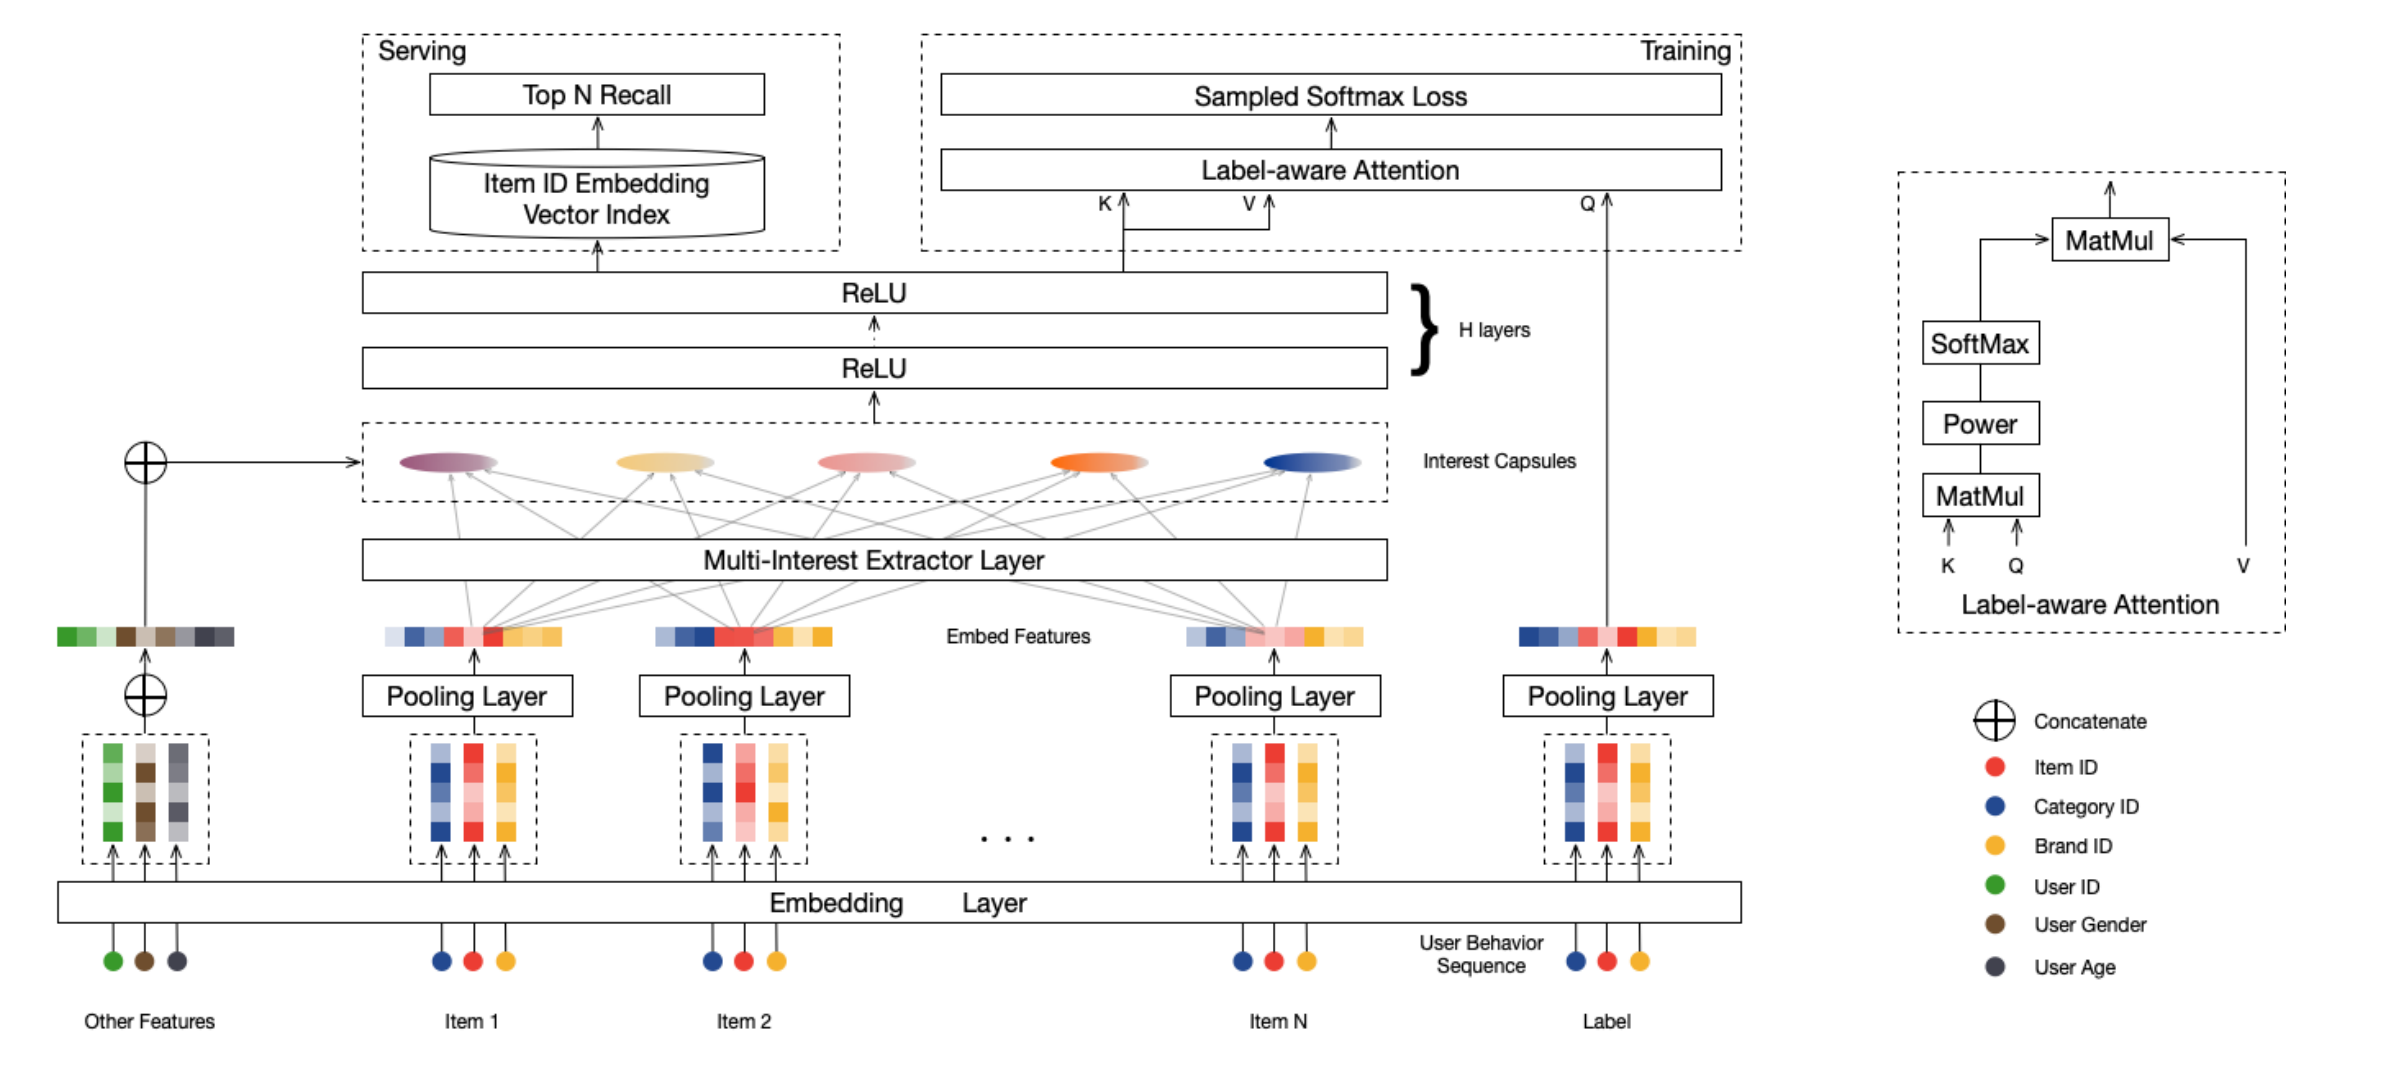 Serving
Top N Recall
Item ID Embedding
Vector Index
Training
Sampled Softmax Loss
Label-aware Attention
K
V
Q
ReLU
H layers
ReLU
Interest Capsules
Multi-Interest Extractor Layer
Embed Features
Pooling Layer
Pooling Layer
Pooling Layer
Pooling Layer
. . .
Embedding Layer
User Behavior
Sequence
Other Features
Item 1
Item 2
Item N
Label
MatMul
SoftMax
Power
MatMul
K
Q
V
Label-aware Attention
Concatenate
Item ID
Category ID
Brand ID
User ID
User Gender
User Age